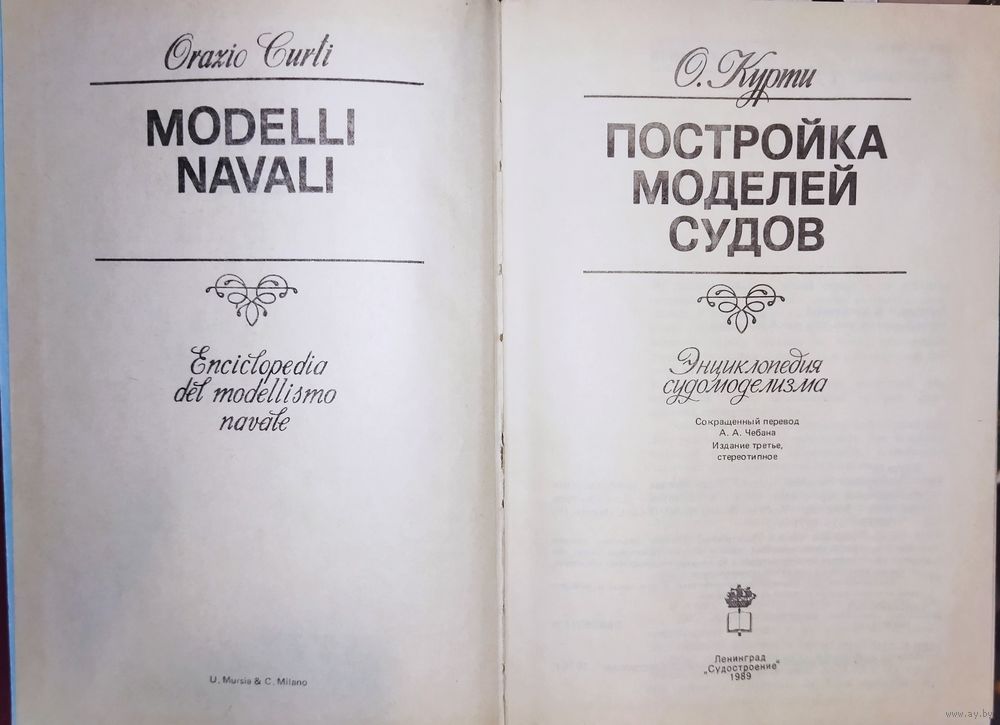 Orazio Curti
MODELLI
NAVALI
Enciclopedia
del modellismo
navale
U. Mursia & C. Milano
О. Курти
ПОСТРОЙКА
МОДЕЛЕЙ
СУДОВ
Энциклопедия
судомоделизма
Сокращенный перевод
А. А. Чебана
Издание третье,
стереотипное
Ленинград
„Судостроение“
1989
www.ay.by